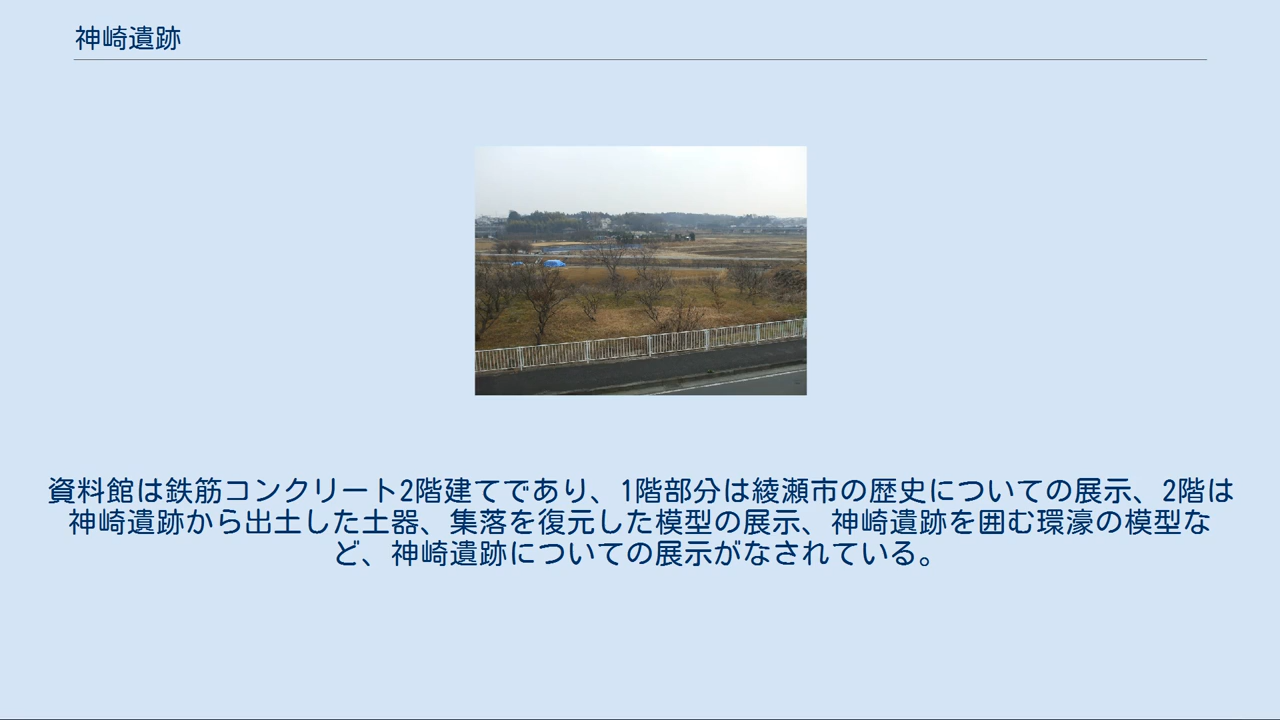 神崎遺跡
資料館は鉄筋コンクリート2階建てであり、1階部分は綾瀬市の歴史についての展示、2階は
神崎遺跡から出土した土器、集落を復元した模型の展示、神崎遺跡を囲む環濠の模型な
ど、神崎遺跡についての展示がなされている。